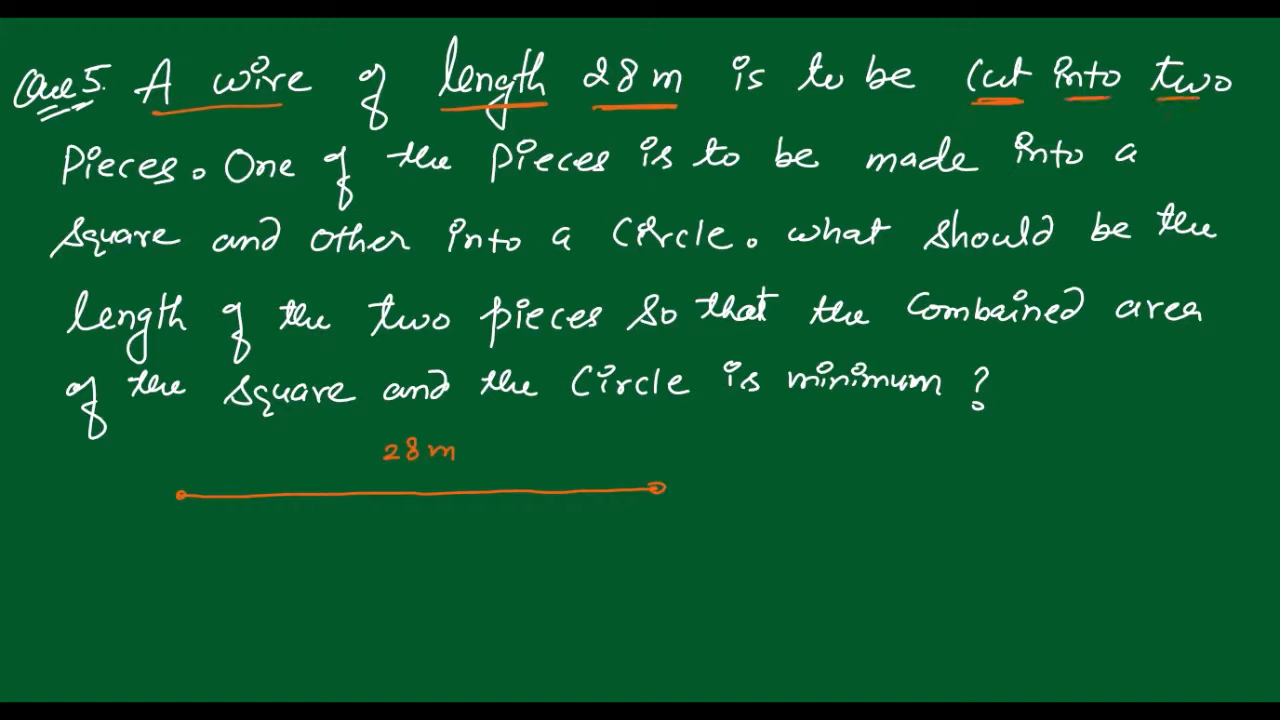 Que 5. A wire of length 28 m is to be cut into two
Pieces. One of the pieces is to be made into a
square and other into a circle. what should be the
length of the two pieces so that the combained area
of the square and the circle is minimum ?
28 m